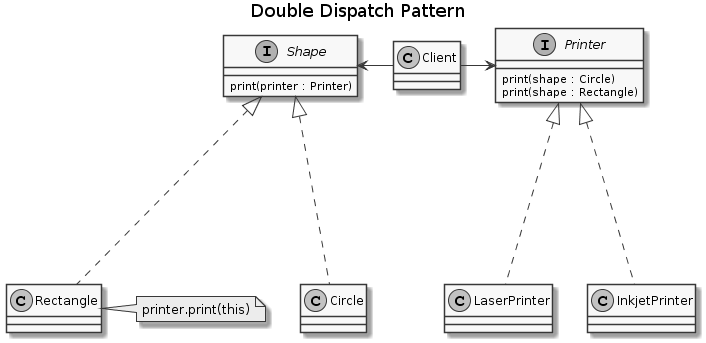 Double Dispatch Pattern
I Shape
print(printer : Printer)
C Client
I Printer
print(shape : Circle)
print(shape : Rectangle)
C Rectangle
printer.print(this)
C Circle
C LaserPrinter
C InkjetPrinter